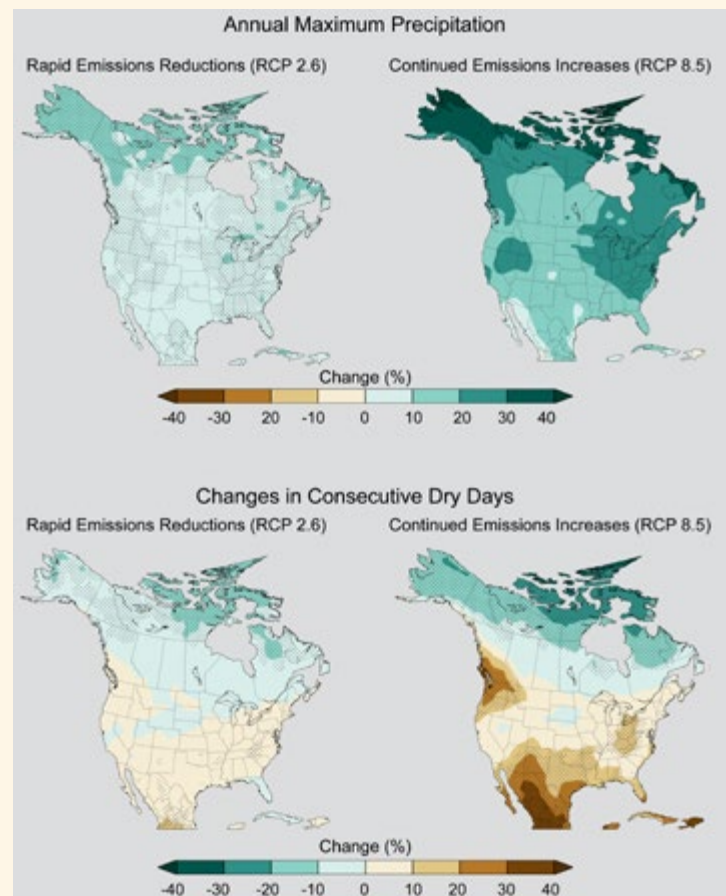 Annual Maximum Precipitation
Rapid Emissions Reductions (RCP 2.6)
Continued Emissions Increases (RCP 8.5)
Change (%)
-40 -30 20 -10 0 10 20 30 40
Changes in Consecutive Dry Days
Rapid Emissions Reductions (RCP 2.6)
Continued Emissions Increases (RCP 8.5)
Change (%)
-40 -30 -20 -10 0 10 20 30 40